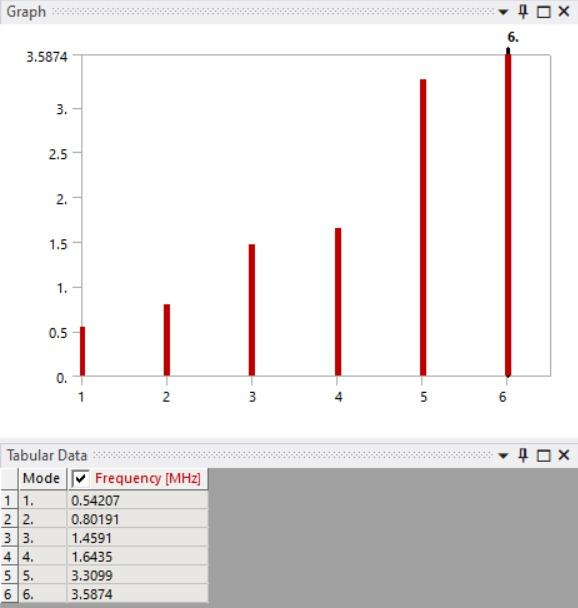 Graph
6.
3.5874
3.
2.5
2.
1.5
1.
0.5
0.
1 2 3 4 5 6
Tabular Data
Mode Frequency [MHz]
1 1. 0.54207
2 2. 0.80191
3 3. 1.4591
4 4. 1.6435
5 5. 3.3099
6 6. 3.5874